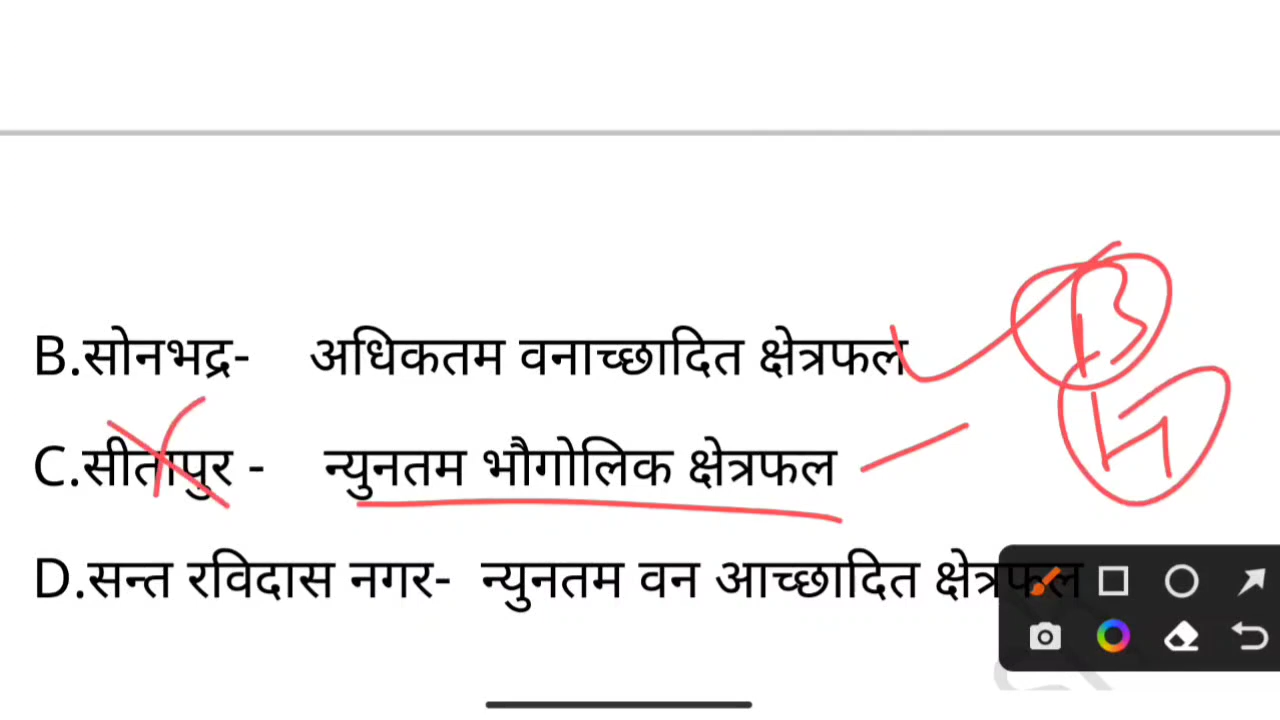 B
B.सोनभद्र- अधिकतम वनाच्छादित क्षेत्रफल
C.सीतापुर - न्युनतम भौगोलिक क्षेत्रफल
D.सन्त रविदास नगर- न्युनतम वन आच्छादित क्षेत्रफल